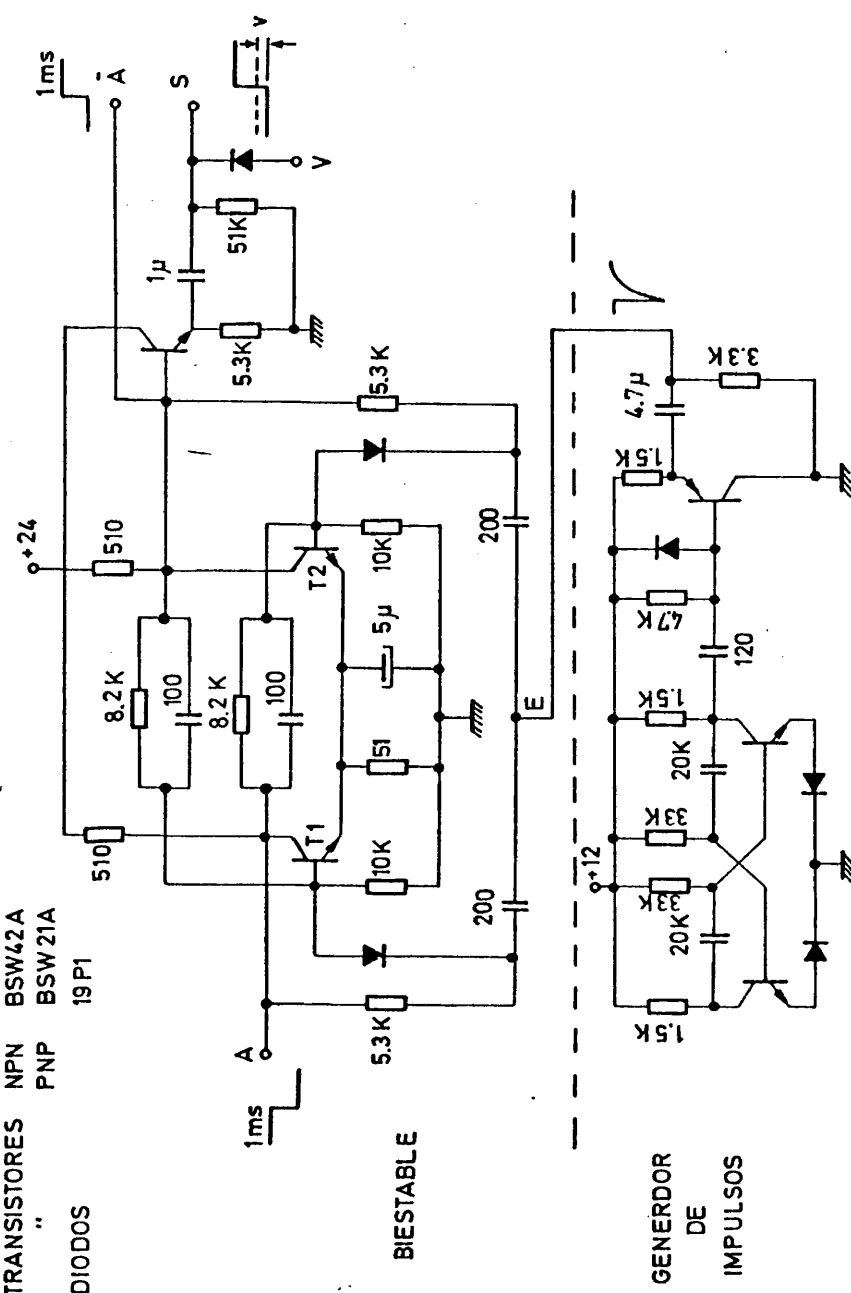 TRANSISTORES NPN BSW42A
" PNP BSW21A
DIODOS 19P1
+24
510
510
8.2K
100
8.2K
100
T1
T2
10K
51
5µ
10K
A
1ms
5.3K
200
E
200
5.3K
5.3K
1µ
51K
V
S
v
Ā
1ms
BIESTABLE
GENERDOR
DE
IMPULSOS
+12
1.5K
20K
33K
33K
20K
1.5K
120
4.7K
1.5K
4.7µ
3.3K